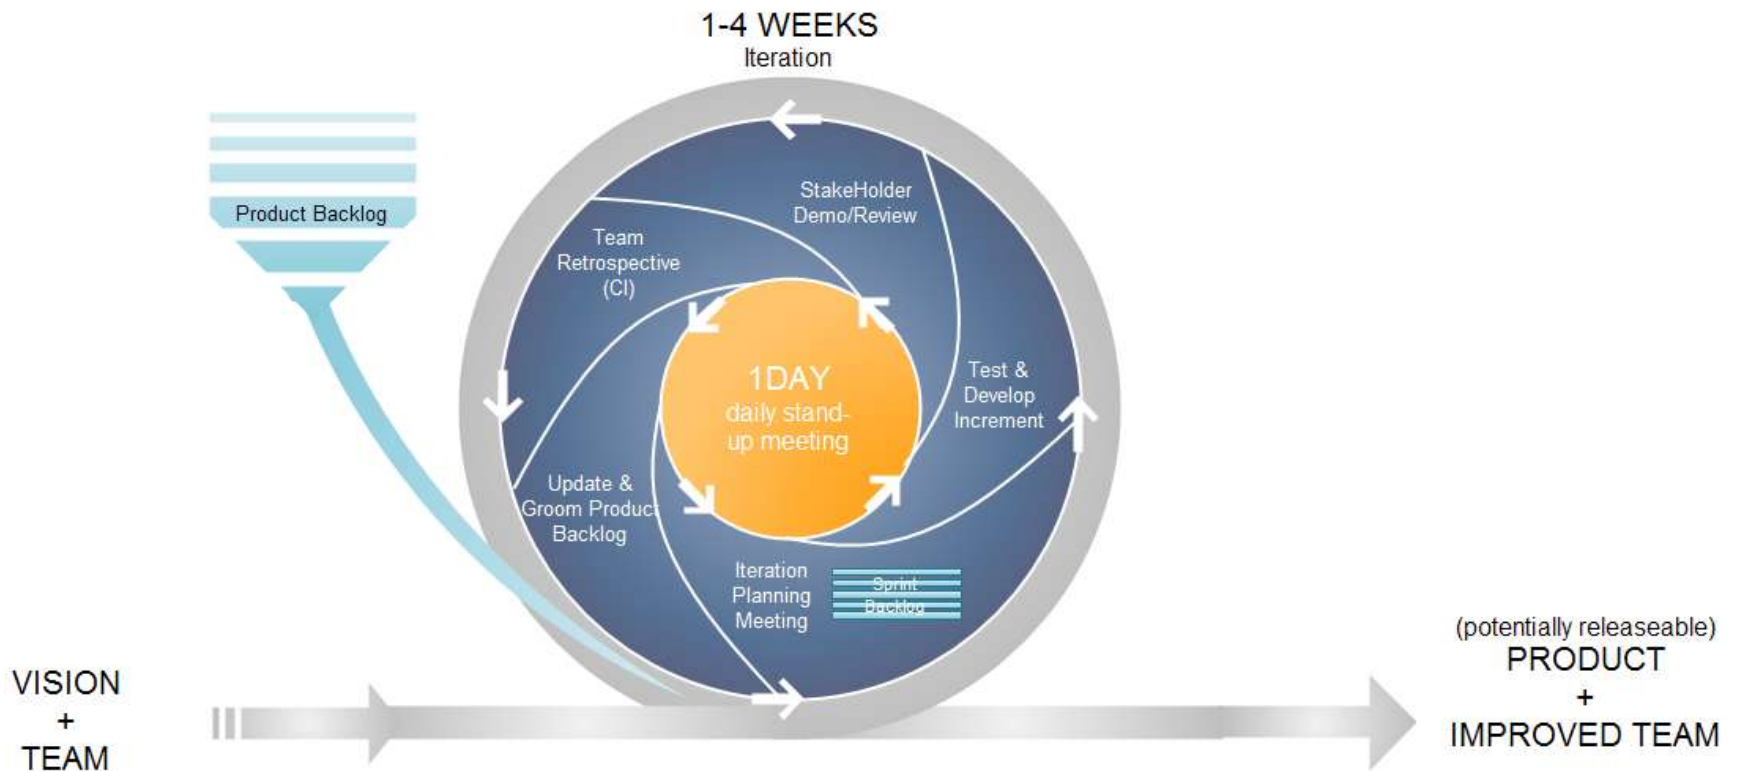 1-4 WEEKS
Iteration
Product Backlog
StakeHolder
Demo/Review
Team
Retrospective
(CI)
Test &
Develop
Increment
1DAY
daily stand-
up meeting
Update &
Groom Product
Backlog
Iteration
Planning
Meeting
Sprint
Backlog
VISION
+
TEAM
(potentially releaseable)
PRODUCT
+
IMPROVED TEAM